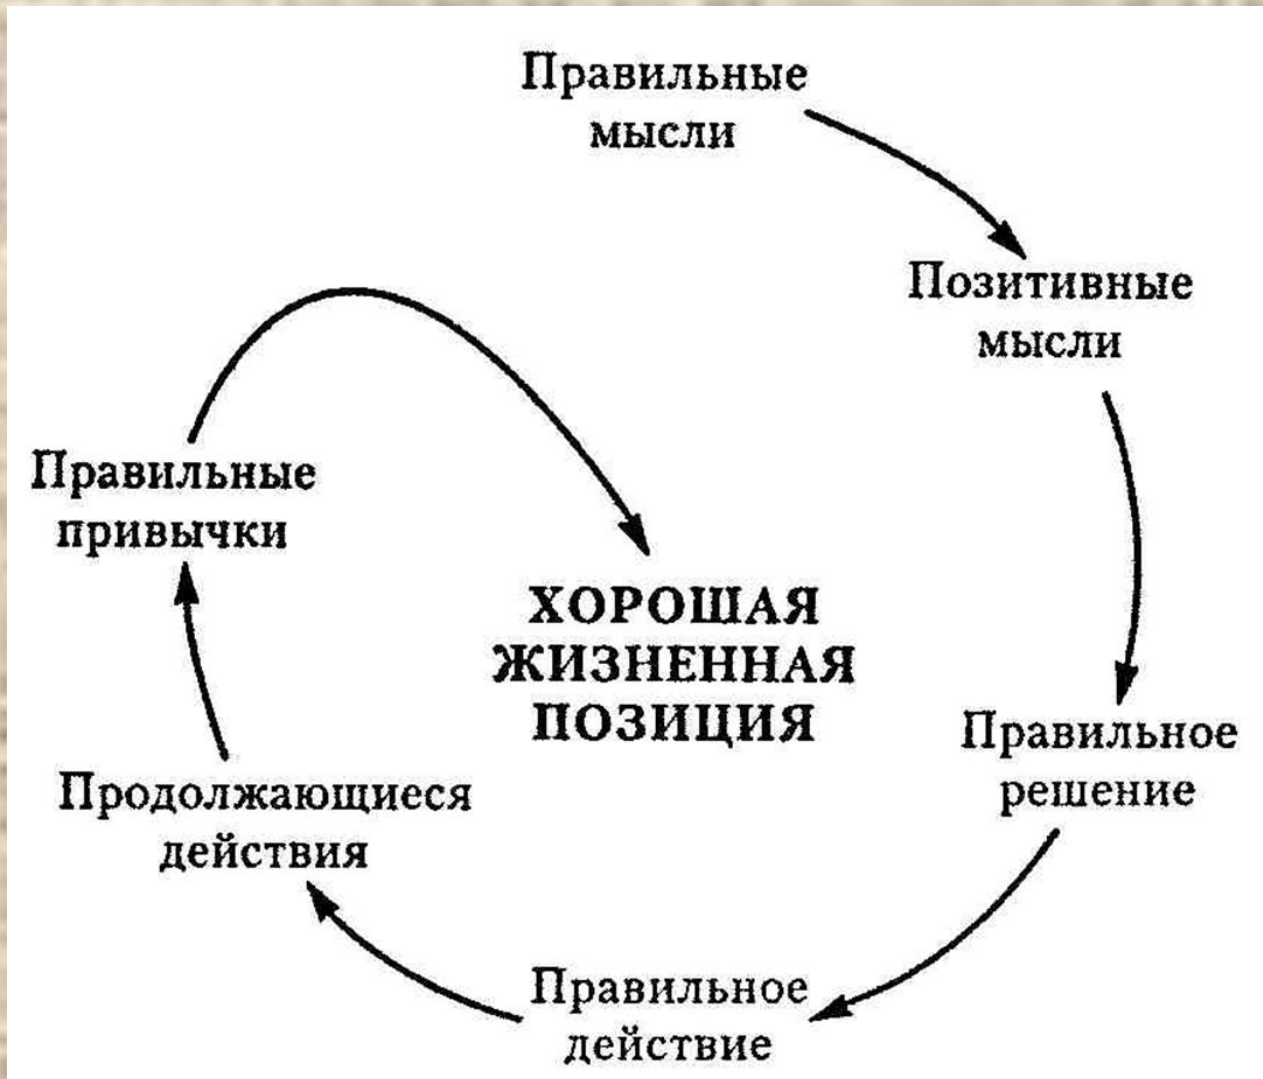 Правильные
мысли
Позитивные
мысли
Правильное
решение
Правильное
действие
Продолжающиеся
действия
Правильные
привычки
ХОРОШАЯ
ЖИЗНЕННАЯ
ПОЗИЦИЯ